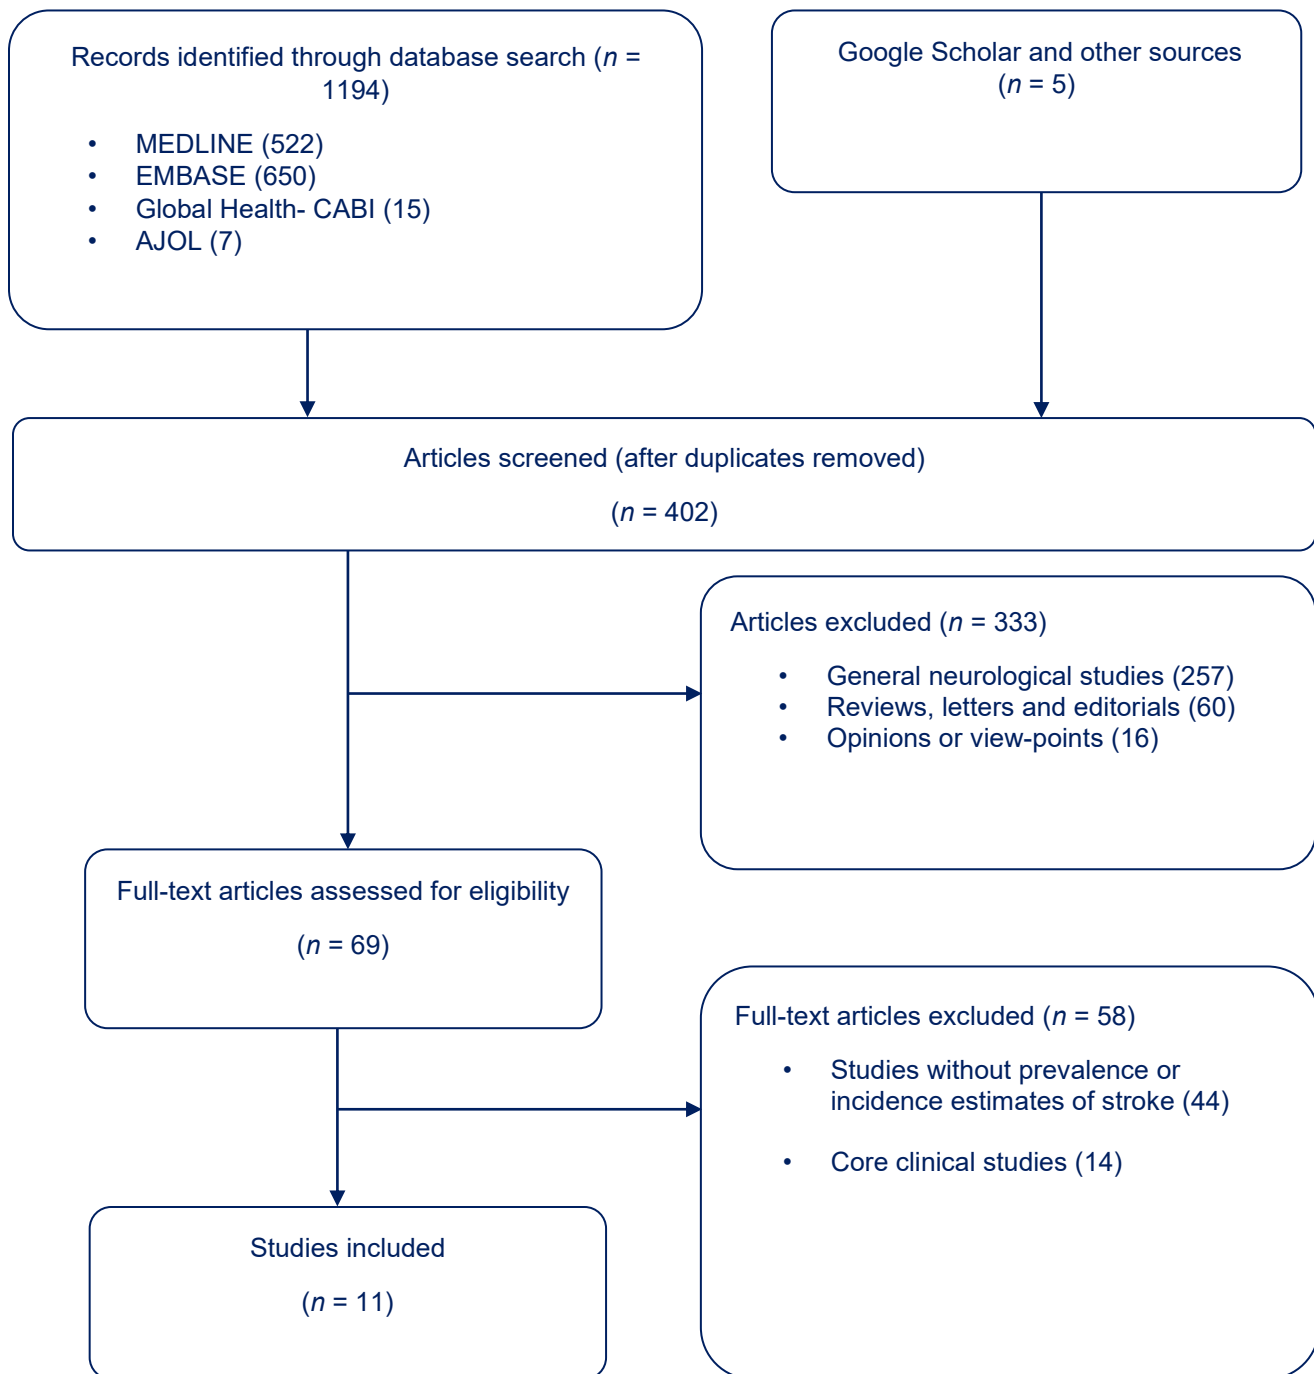 Records identified through database search (n =
1194)
• MEDLINE (522)
• EMBASE (650)
• Global Health- CABI (15)
• AJOL (7)
Google Scholar and other sources
(n = 5)
Articles screened (after duplicates removed)
(n = 402)
Articles excluded (n = 333)
• General neurological studies (257)
• Reviews, letters and editorials (60)
• Opinions or view-points (16)
Full-text articles assessed for eligibility
(n = 69)
Full-text articles excluded (n = 58)
• Studies without prevalence or
incidence estimates of stroke (44)
• Core clinical studies (14)
Studies included
(n = 11)